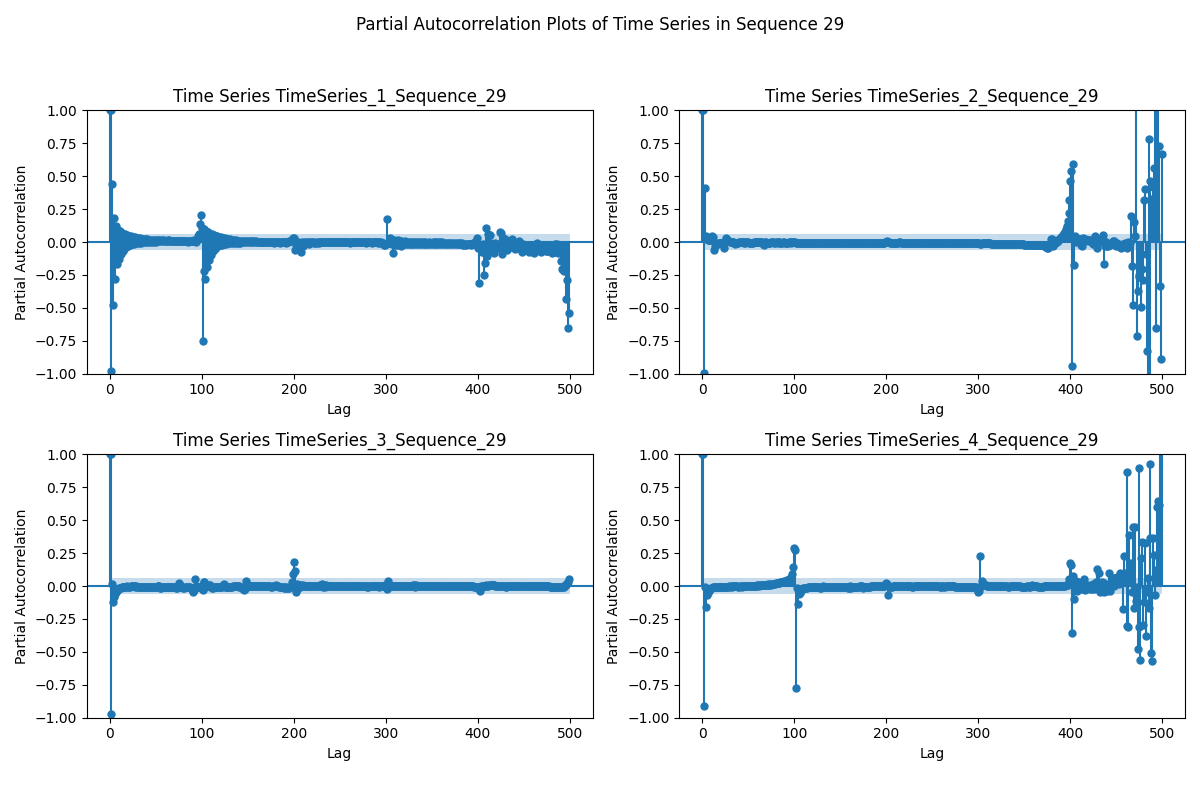 Partial Autocorrelation Plots of Time Series in Sequence 29
Time Series TimeSeries_1_Sequence_29
1.00
0.75
0.50
0.25
0.00
−0.25
−0.50
−0.75
−1.00
Partial Autocorrelation
0 100 200 300 400 500
Lag
Time Series TimeSeries_2_Sequence_29
1.00
0.75
0.50
0.25
0.00
−0.25
−0.50
−0.75
−1.00
Partial Autocorrelation
0 100 200 300 400 500
Lag
Time Series TimeSeries_3_Sequence_29
1.00
0.75
0.50
0.25
0.00
−0.25
−0.50
−0.75
−1.00
Partial Autocorrelation
0 100 200 300 400 500
Lag
Time Series TimeSeries_4_Sequence_29
1.00
0.75
0.50
0.25
0.00
−0.25
−0.50
−0.75
−1.00
Partial Autocorrelation
0 100 200 300 400 500
Lag